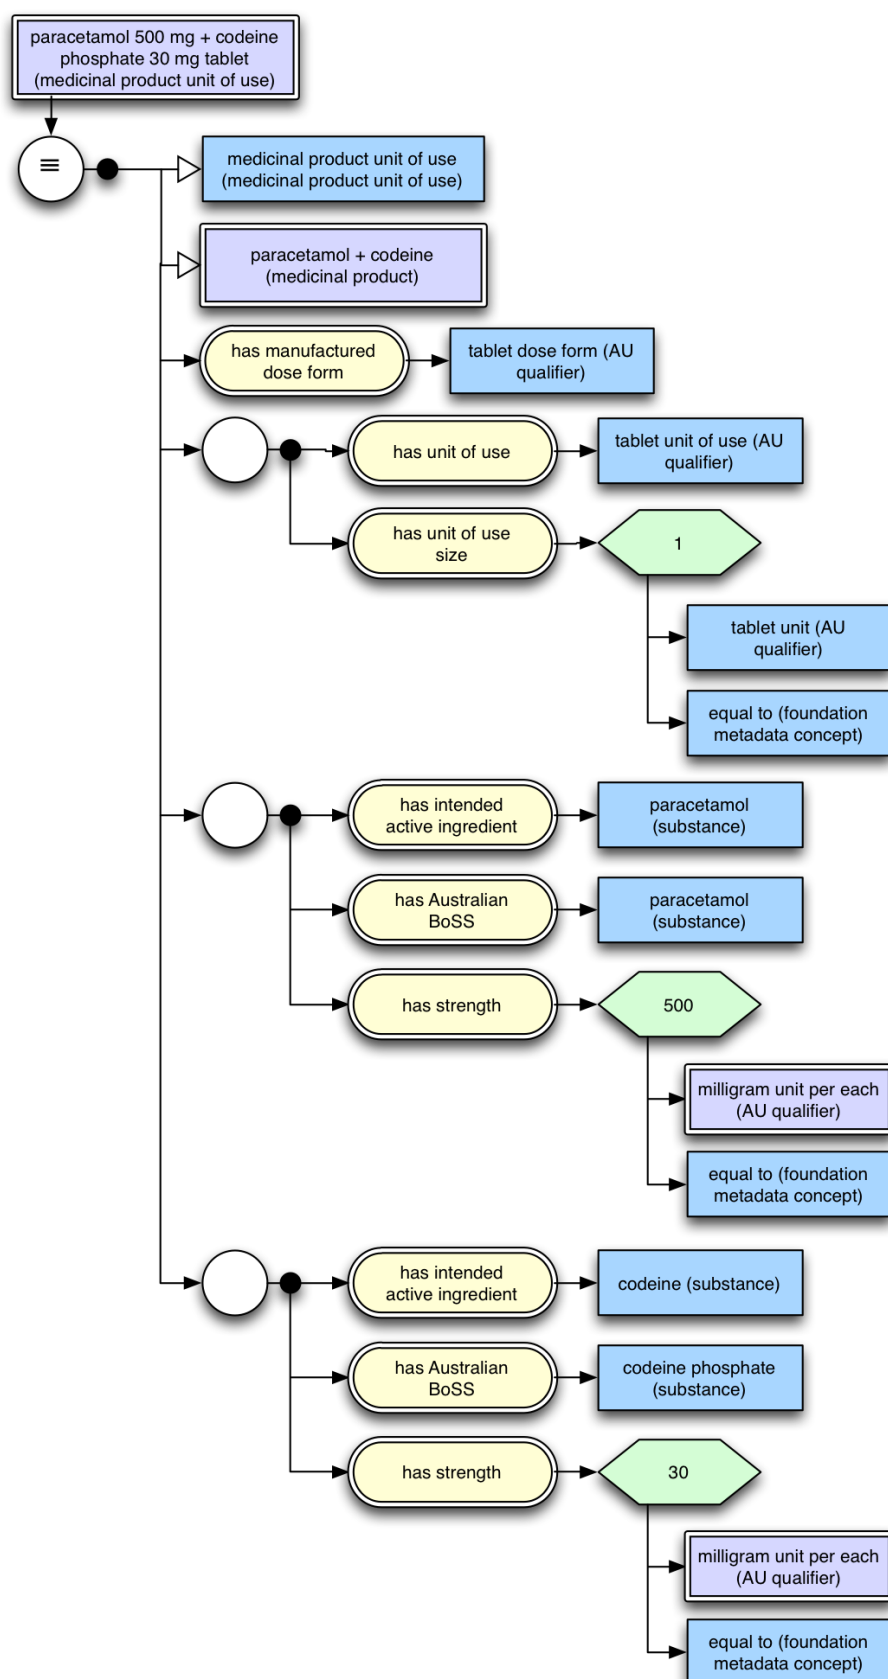 paracetamol 500 mg + codeine
phosphate 30 mg tablet
(medicinal product unit of use)
≡
medicinal product unit of use
(medicinal product unit of use)
paracetamol + codeine
(medicinal product)
has manufactured
dose form
tablet dose form (AU
qualifier)
has unit of use
tablet unit of use (AU
qualifier)
has unit of use
size
1
tablet unit (AU
qualifier)
equal to (foundation
metadata concept)
has intended
active ingredient
paracetamol
(substance)
has Australian
BoSS
paracetamol
(substance)
has strength
500
milligram unit per each
(AU qualifier)
equal to (foundation
metadata concept)
has intended
active ingredient
codeine (substance)
has Australian
BoSS
codeine phosphate
(substance)
has strength
30
milligram unit per each
(AU qualifier)
equal to (foundation
metadata concept)